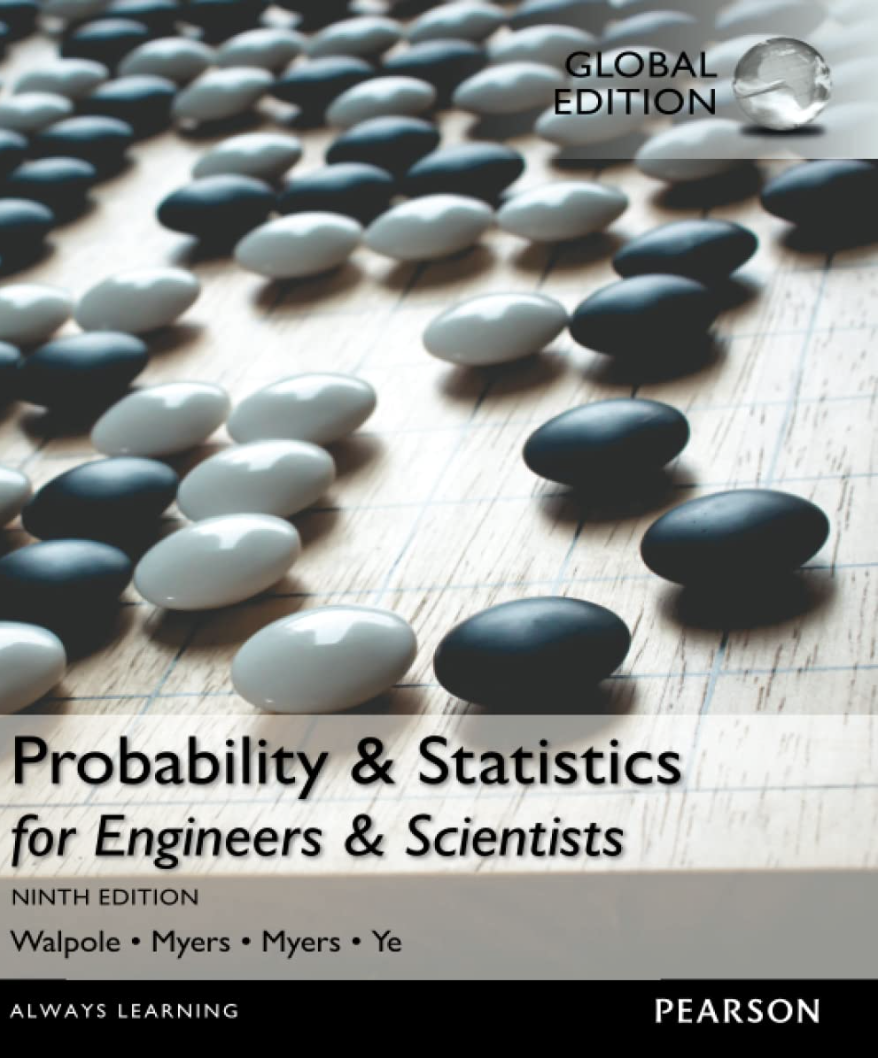 GLOBAL
EDITION
Probability & Statistics
for Engineers & Scientists
NINTH EDITION
Walpole • Myers • Myers • Ye
ALWAYS LEARNING
PEARSON